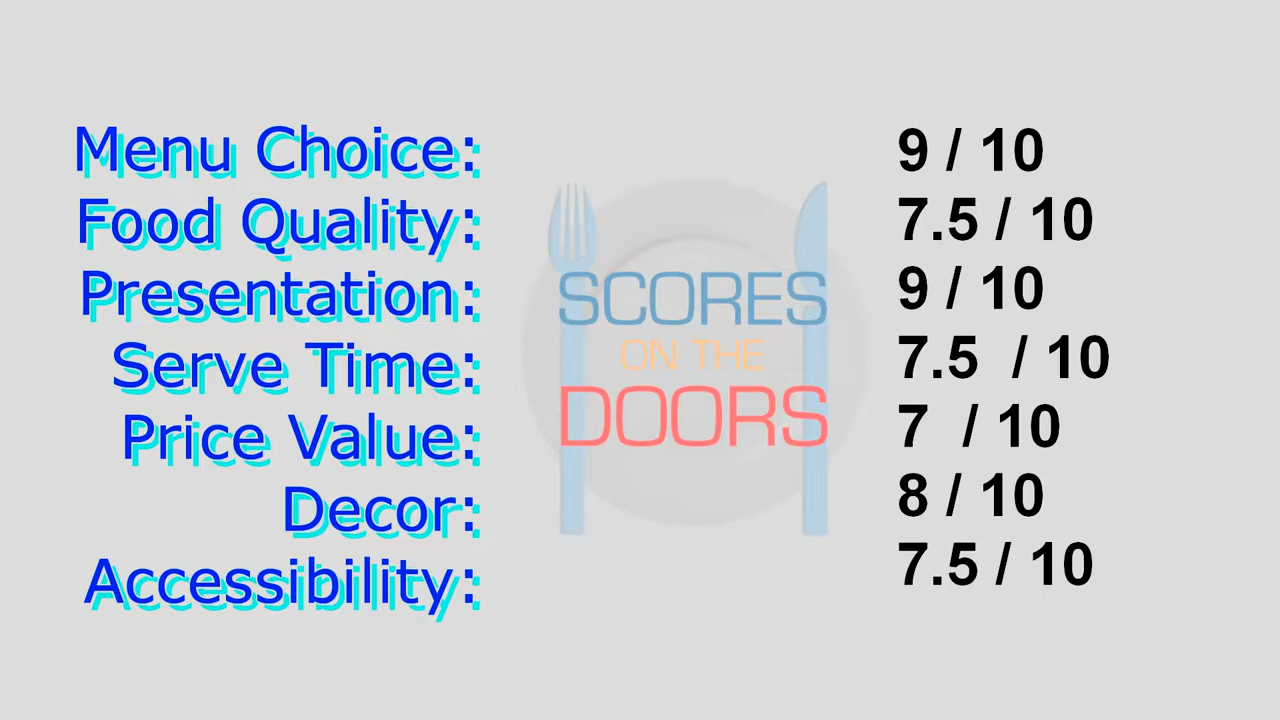 Menu Choice: 9 / 10
Food Quality: 7.5 / 10
Presentation: 9 / 10
Serve Time: 7.5  / 10
Price Value: 7  / 10
Decor: 8 / 10
Accessibility: 7.5 / 10
SCORES
ON THE
DOORS